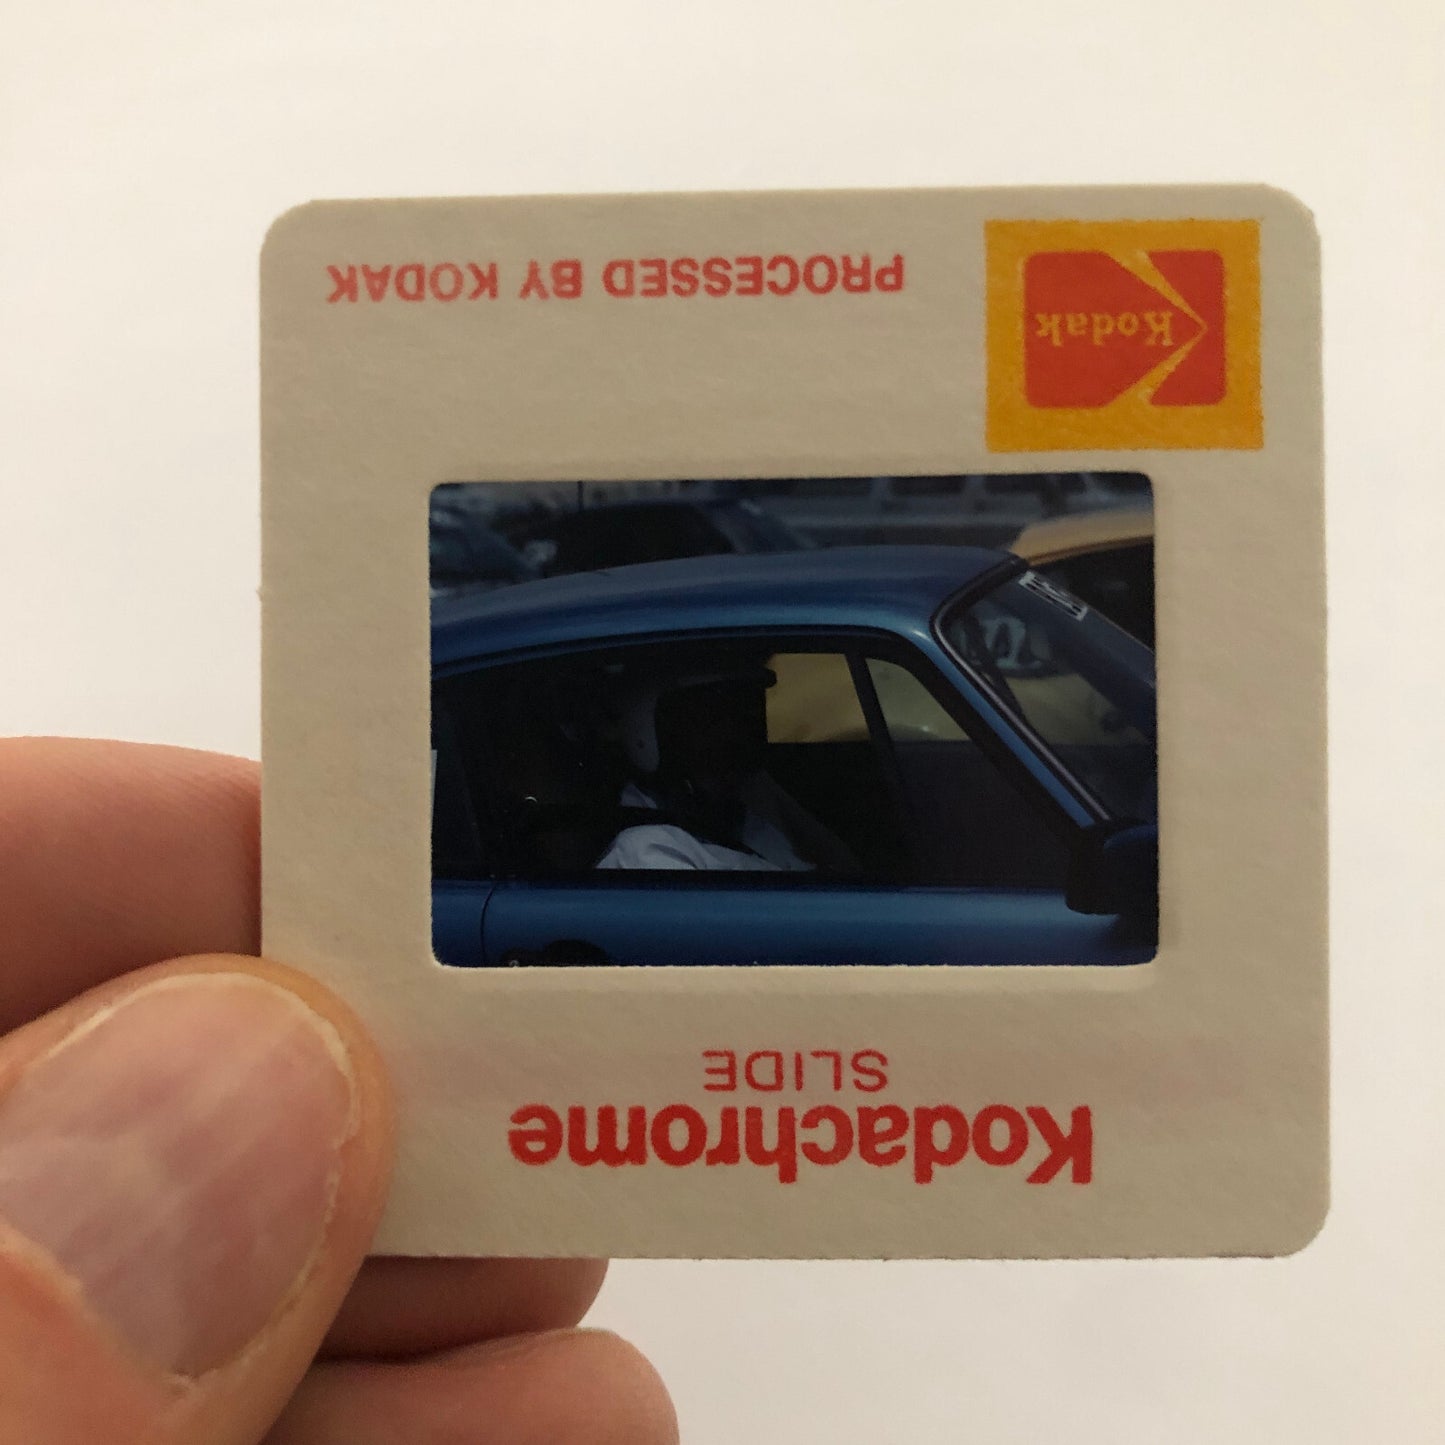 PROCESSED BY KODAK
Kodak
SLIDE
Kodachrome